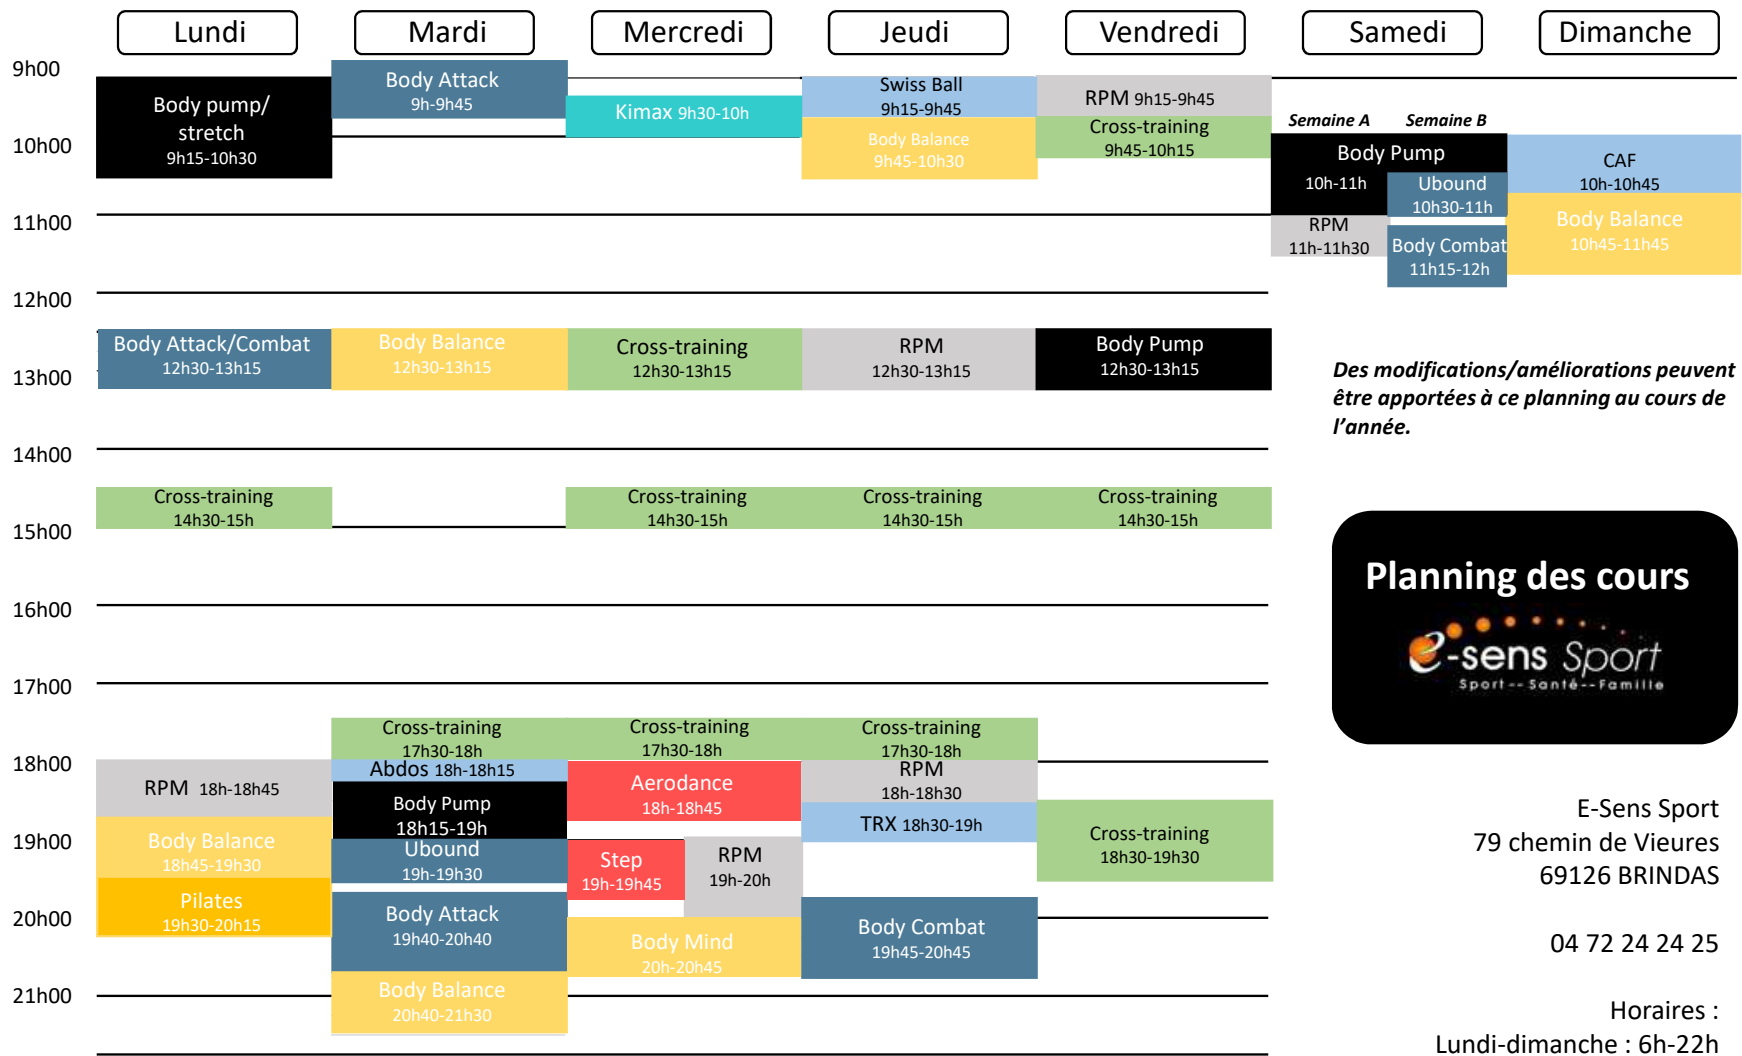 Lundi
Mardi
Mercredi
Jeudi
Vendredi
Samedi
Dimanche
9h00
10h00
11h00
12h00
13h00
14h00
15h00
16h00
17h00
18h00
19h00
20h00
21h00
Body pump/
stretch
9h15-10h30
Body Attack/Combat
12h30-13h15
Cross-training
14h30-15h
RPM 18h-18h45
Body Balance
18h45-19h30
Pilates
19h30-20h15
Body Attack
9h-9h45
Body Balance
12h30-13h15
Cross-training
17h30-18h
Abdos 18h-18h15
Body Pump
18h15-19h
Ubound
19h-19h30
Body Attack
19h40-20h40
Body Balance
20h40-21h30
Kimax 9h30-10h
Cross-training
12h30-13h15
Cross-training
14h30-15h
Cross-training
17h30-18h
Aerodance
18h-18h45
Step
19h-19h45
RPM
19h-20h
Body Mind
20h-20h45
Swiss Ball
9h15-9h45
Body Balance
9h45-10h30
RPM
12h30-13h15
Cross-training
14h30-15h
Cross-training
17h30-18h
RPM
18h-18h30
TRX 18h30-19h
Body Combat
19h45-20h45
RPM 9h15-9h45
Cross-training
9h45-10h15
Body Pump
12h30-13h15
Cross-training
14h30-15h
Cross-training
18h30-19h30
Semaine A
Semaine B
Body Pump
10h-11h
Ubound
10h30-11h
RPM
11h-11h30
Body Combat
11h15-12h
CAF
10h-10h45
Body Balance
10h45-11h45
Des modifications/améliorations peuvent
être apportées à ce planning au cours de
l'année.
Planning des cours
e-sens Sport
Sport--Santé--Famille
E-Sens Sport
79 chemin de Vieures
69126 BRINDAS
04 72 24 24 25
Horaires :
Lundi-dimanche : 6h-22h